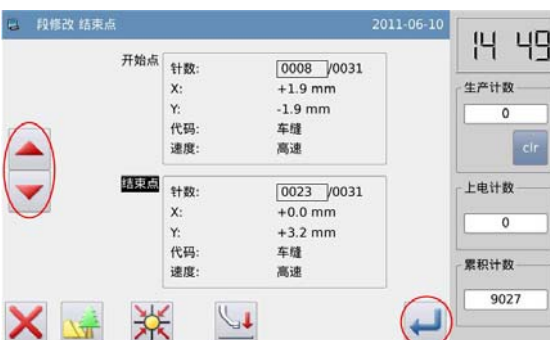 段修改 结束点 2011-06-10
14 49
开始点
针数: 0008 /0031
X: +1.9 mm
Y: -1.9 mm
代码: 车缝
速度: 高速
结束点
针数: 0023 /0031
X: +0.0 mm
Y: +3.2 mm
代码: 车缝
速度: 高速
生产计数
0
clr
上电计数
0
累积计数
9027